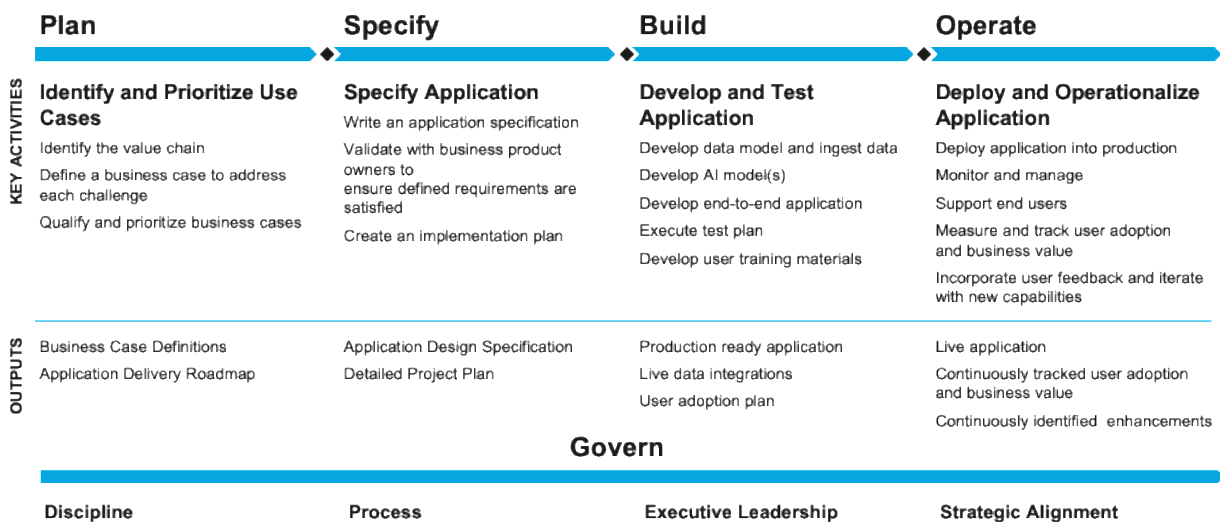 Plan
Specify
Build
Operate
KEY ACTIVITIES
Identify and Prioritize Use
Cases
Identify the value chain
Define a business case to address
each challenge
Qualify and prioritize business cases
Specify Application
Write an application specification
Validate with business product
owners to
ensure defined requirements are
satisfied
Create an implementation plan
Develop and Test
Application
Develop data model and ingest data
Develop AI model(s)
Develop end-to-end application
Execute test plan
Develop user training materials
Deploy and Operationalize
Application
Deploy application into production
Monitor and manage
Support end users
Measure and track user adoption
and business value
Incorporate user feedback and iterate
with new capabilities
OUTPUTS
Business Case Definitions
Application Delivery Roadmap
Application Design Specification
Detailed Project Plan
Production ready application
Live data integrations
User adoption plan
Live application
Continuously tracked user adoption
and business value
Continuously identified enhancements
Govern
Discipline
Process
Executive Leadership
Strategic Alignment